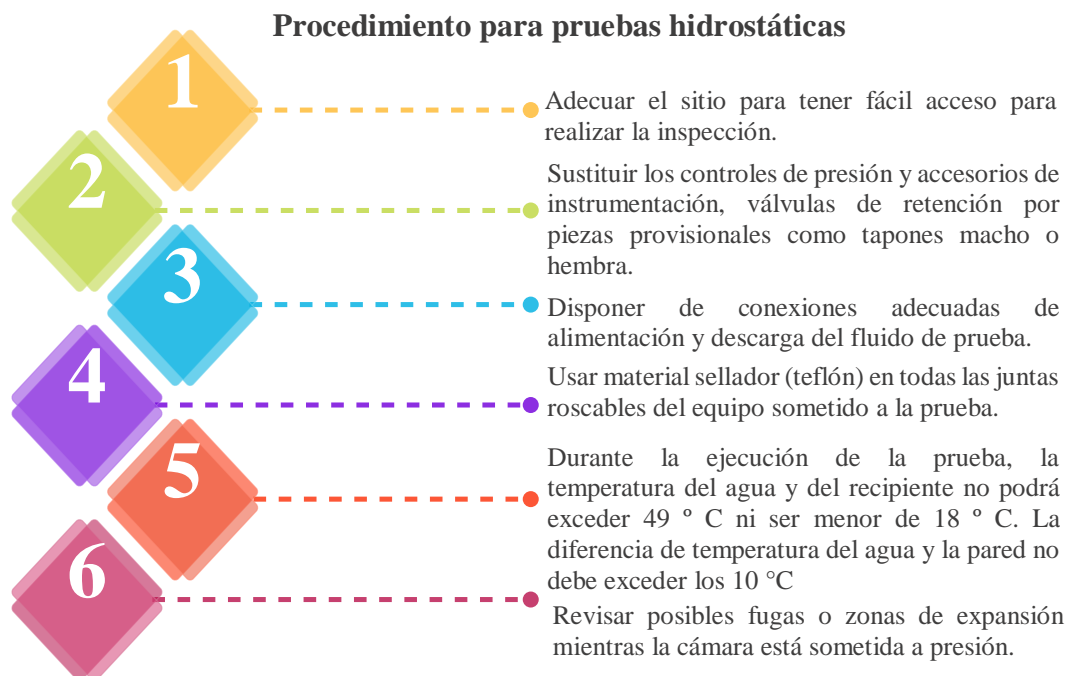 Procedimiento para pruebas hidrostáticas
1
Adecuar el sitio para tener fácil acceso para
realizar la inspección.
2
Sustituir los controles de presión y accesorios de
instrumentación, válvulas de retención por
piezas provisionales como tapones macho o
hembra.
3
Disponer de conexiones adecuadas de
alimentación y descarga del fluido de prueba.
4
Usar material sellador (teflón) en todas las juntas
roscables del equipo sometido a la prueba.
5
Durante la ejecución de la prueba, la
temperatura del agua y del recipiente no podrá
exceder 49 º C ni ser menor de 18 º C. La
diferencia de temperatura del agua y la pared no
debe exceder los 10 °C
6
Revisar posibles fugas o zonas de expansión
mientras la cámara está sometida a presión.